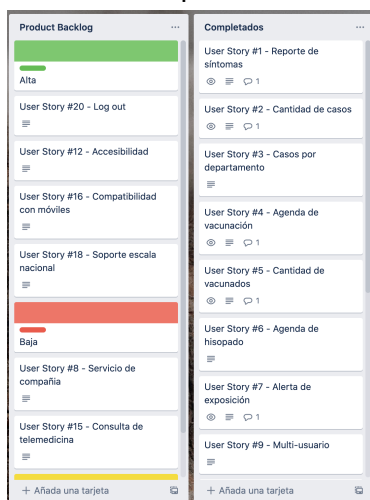 Product Backlog
Alta
User Story #20 - Log out
User Story #12 - Accesibilidad
User Story #16 - Compatibilidad
con móviles
User Story #18 - Soporte escala
nacional
Baja
User Story #8 - Servicio de
compañia
User Story #15 - Consulta de
telemedicina
+ Añada una tarjeta
Completados
User Story #1 - Reporte de
síntomas
1
User Story #2 - Cantidad de casos
1
User Story #3 - Casos por
departamento
User Story #4 - Agenda de
vacunación
1
User Story #5 - Cantidad de
vacunados
1
User Story #6 - Agenda de
hisopado
User Story #7 - Alerta de
exposición
1
User Story #9 - Multi-usuario
+ Añada una tarjeta